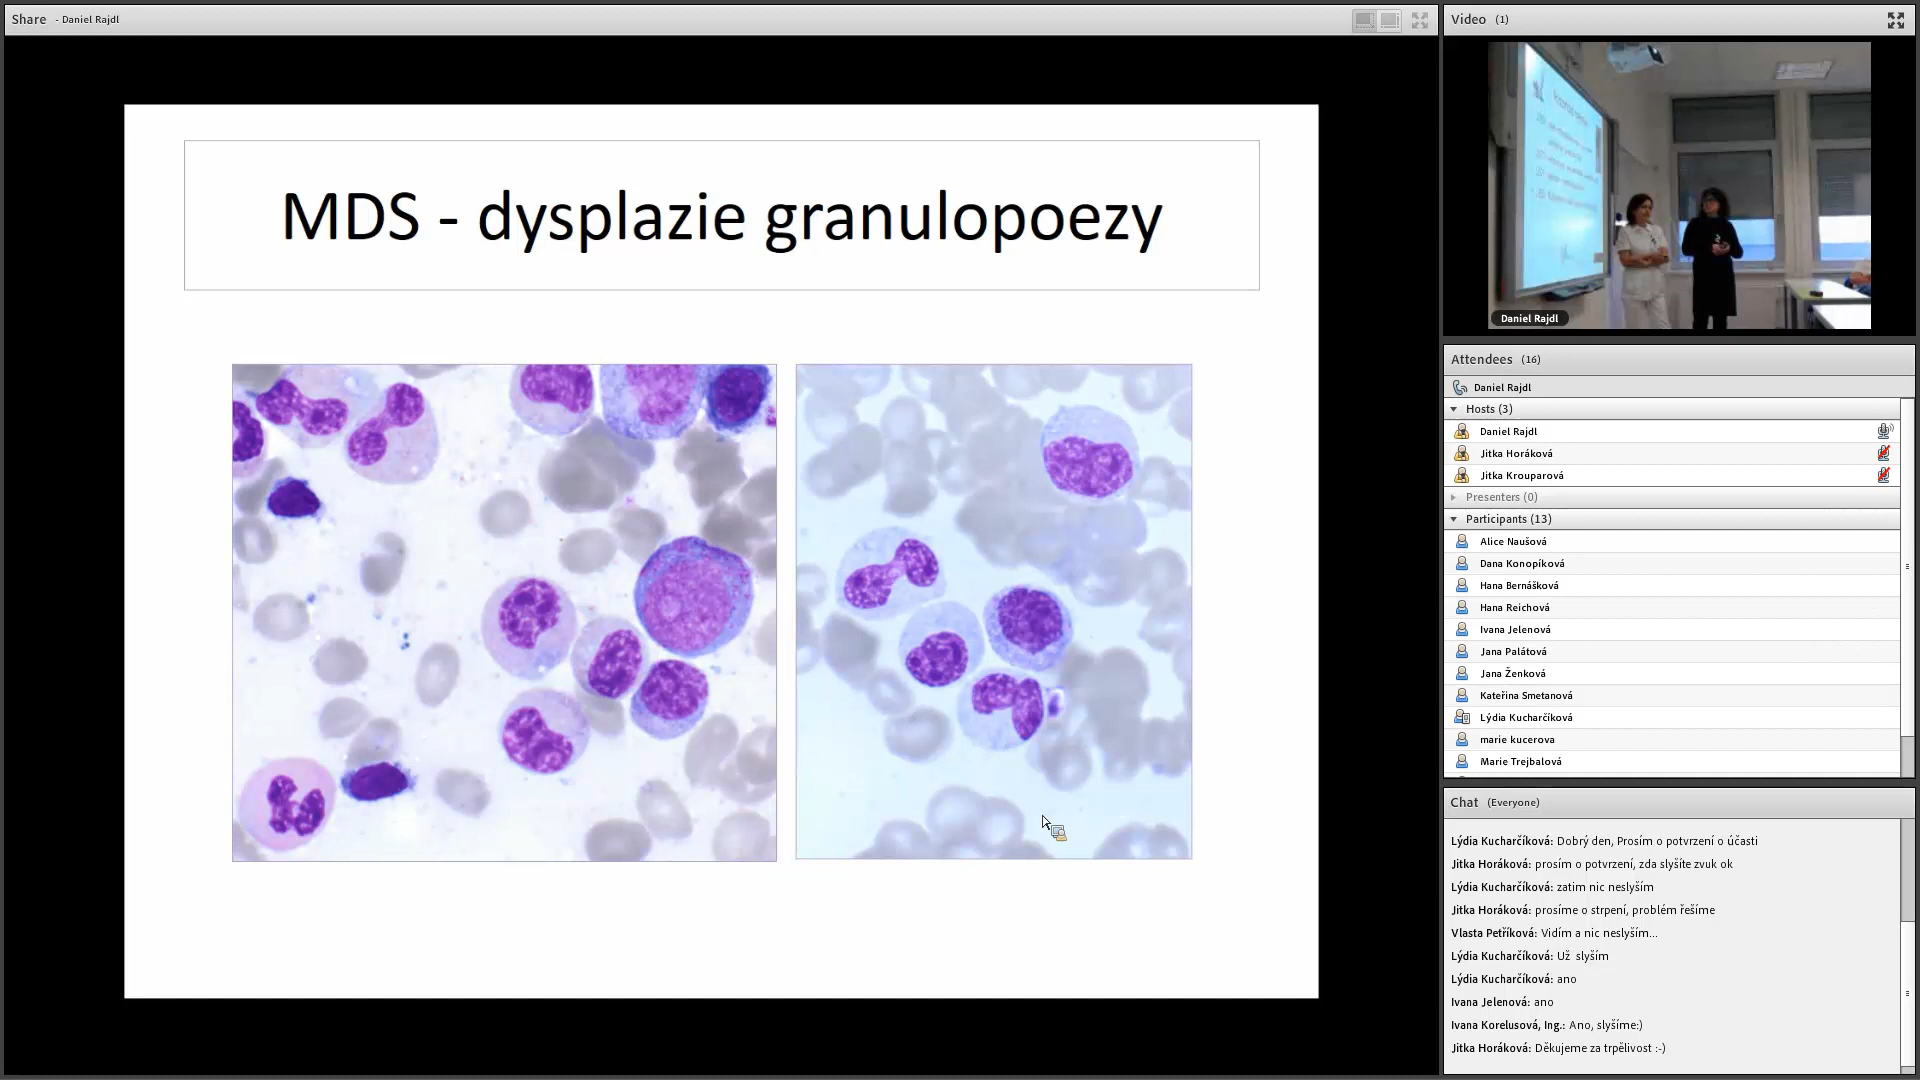 Share - Daniel Rajdl
MDS - dysplazie granulopoezy
Video (1)
Daniel Rajdl
Attendees (16)
Daniel Rajdl
Hosts (3)
Daniel Rajdl
Jitka Horáková
Jitka Krouparová
Presenters (0)
Participants (13)
Alice Naušová
Dana Konopíková
Hana Bernášková
Hana Reichová
Ivana Jelenová
Jana Palátová
Jana Ženková
Kateřina Smetanová
Lýdia Kucharčíková
marie kucerova
Marie Trejbalová
Chat (Everyone)
Lýdia Kucharčíková: Dobrý den, Prosím o potvrzení o účasti
Jitka Horáková: prosím o potvrzení, zda slyšíte zvuk ok
Lýdia Kucharčíková: zatim nic neslyším
Jitka Horáková: prosíme o strpení, problém řešíme
Vlasta Petříková: Vidím a nic neslyším...
Lýdia Kucharčíková: Už slyším
Lýdia Kucharčíková: ano
Ivana Jelenová: ano
Ivana Korelusová, Ing.: Ano, slyšíme:)
Jitka Horáková: Děkujeme za trpělivost :-)